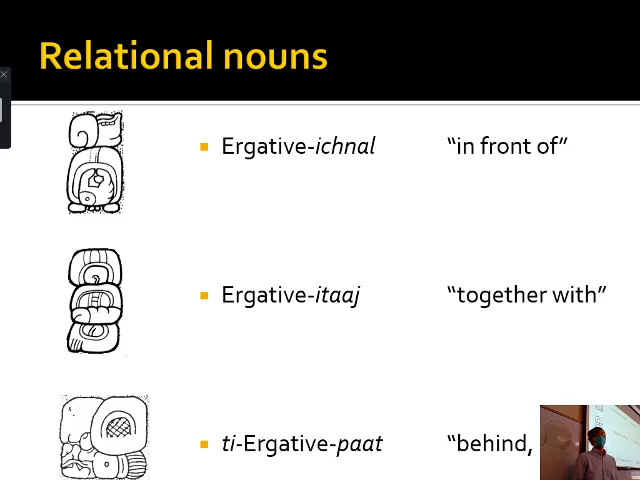 Relational nouns
Ergative-ichnal "in front of"
Ergative-itaaj "together with"
ti-Ergative-paat "behind,